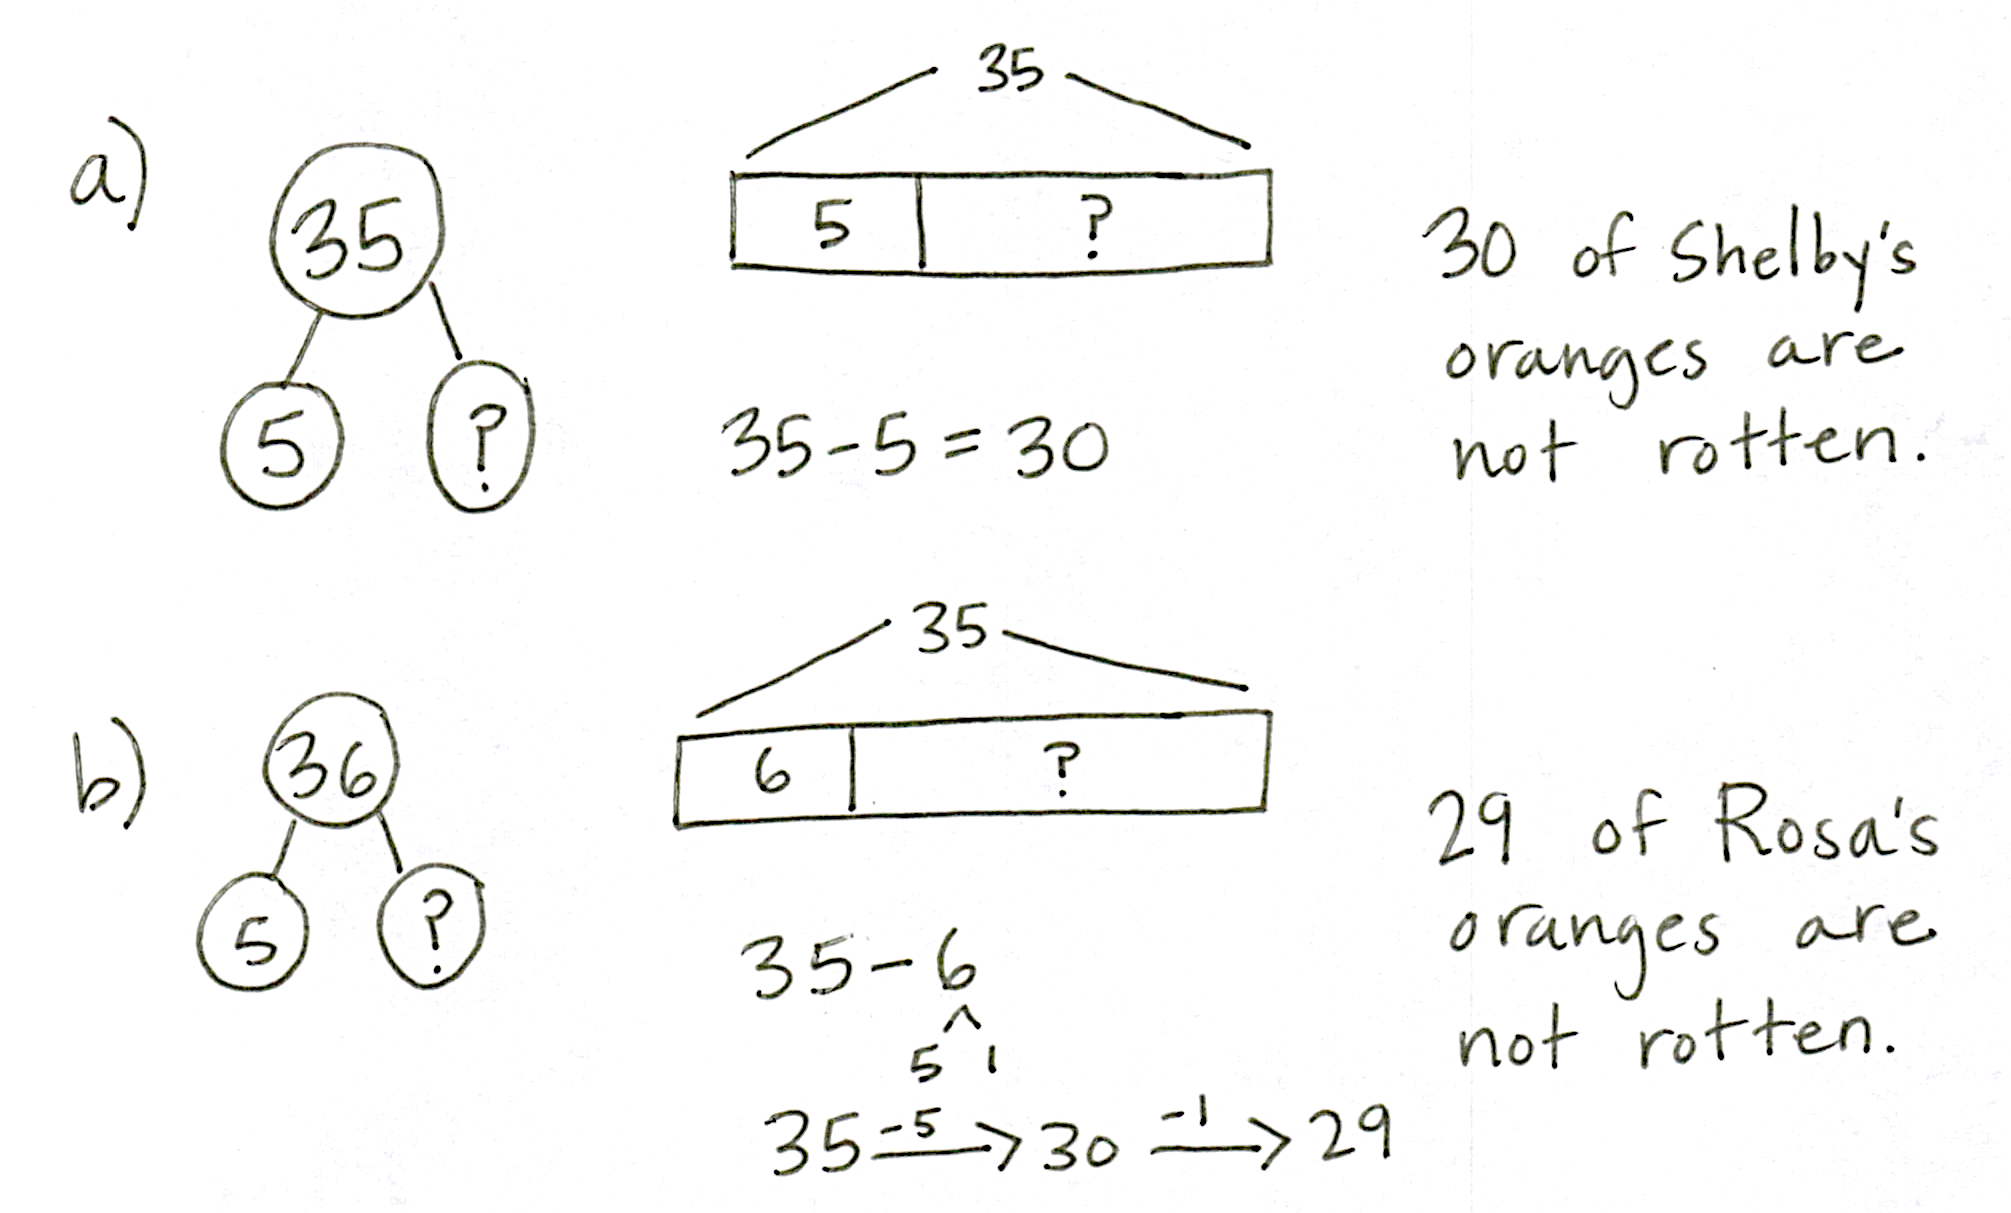 a)
35
5
?
35
5 ?
35 - 5 = 30
30 of Shelby's
oranges are
not rotten.
b)
36
5
?
35
6 ?
35 - 6
5 1
35 -5 → 30 -1 → 29
29 of Rosa's
oranges are
not rotten.